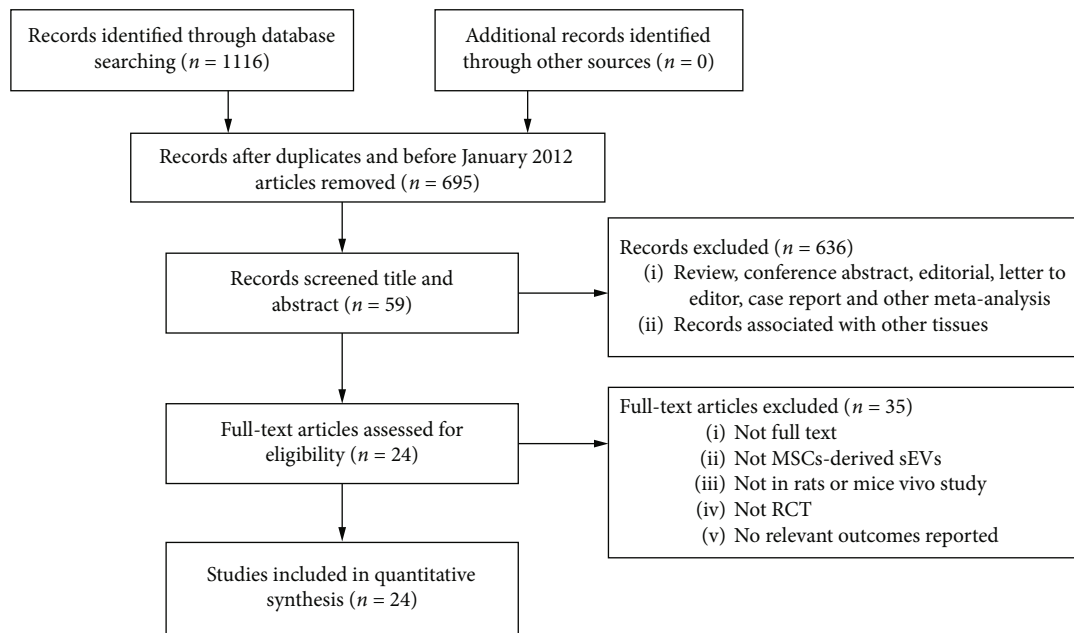 Records identified through database
searching (n = 1116)
Additional records identified
through other sources (n = 0)
Records after duplicates and before January 2012
articles removed (n = 695)
Records screened title and
abstract (n = 59)
Records excluded (n = 636)
(i) Review, conference abstract, editorial, letter to
editor, case report and other meta-analysis
(ii) Records associated with other tissues
Full-text articles assessed for
eligibility (n = 24)
Full-text articles excluded (n = 35)
(i) Not full text
(ii) Not MSCs-derived sEVs
(iii) Not in rats or mice vivo study
(iv) Not RCT
(v) No relevant outcomes reported
Studies included in quantitative
synthesis (n = 24)